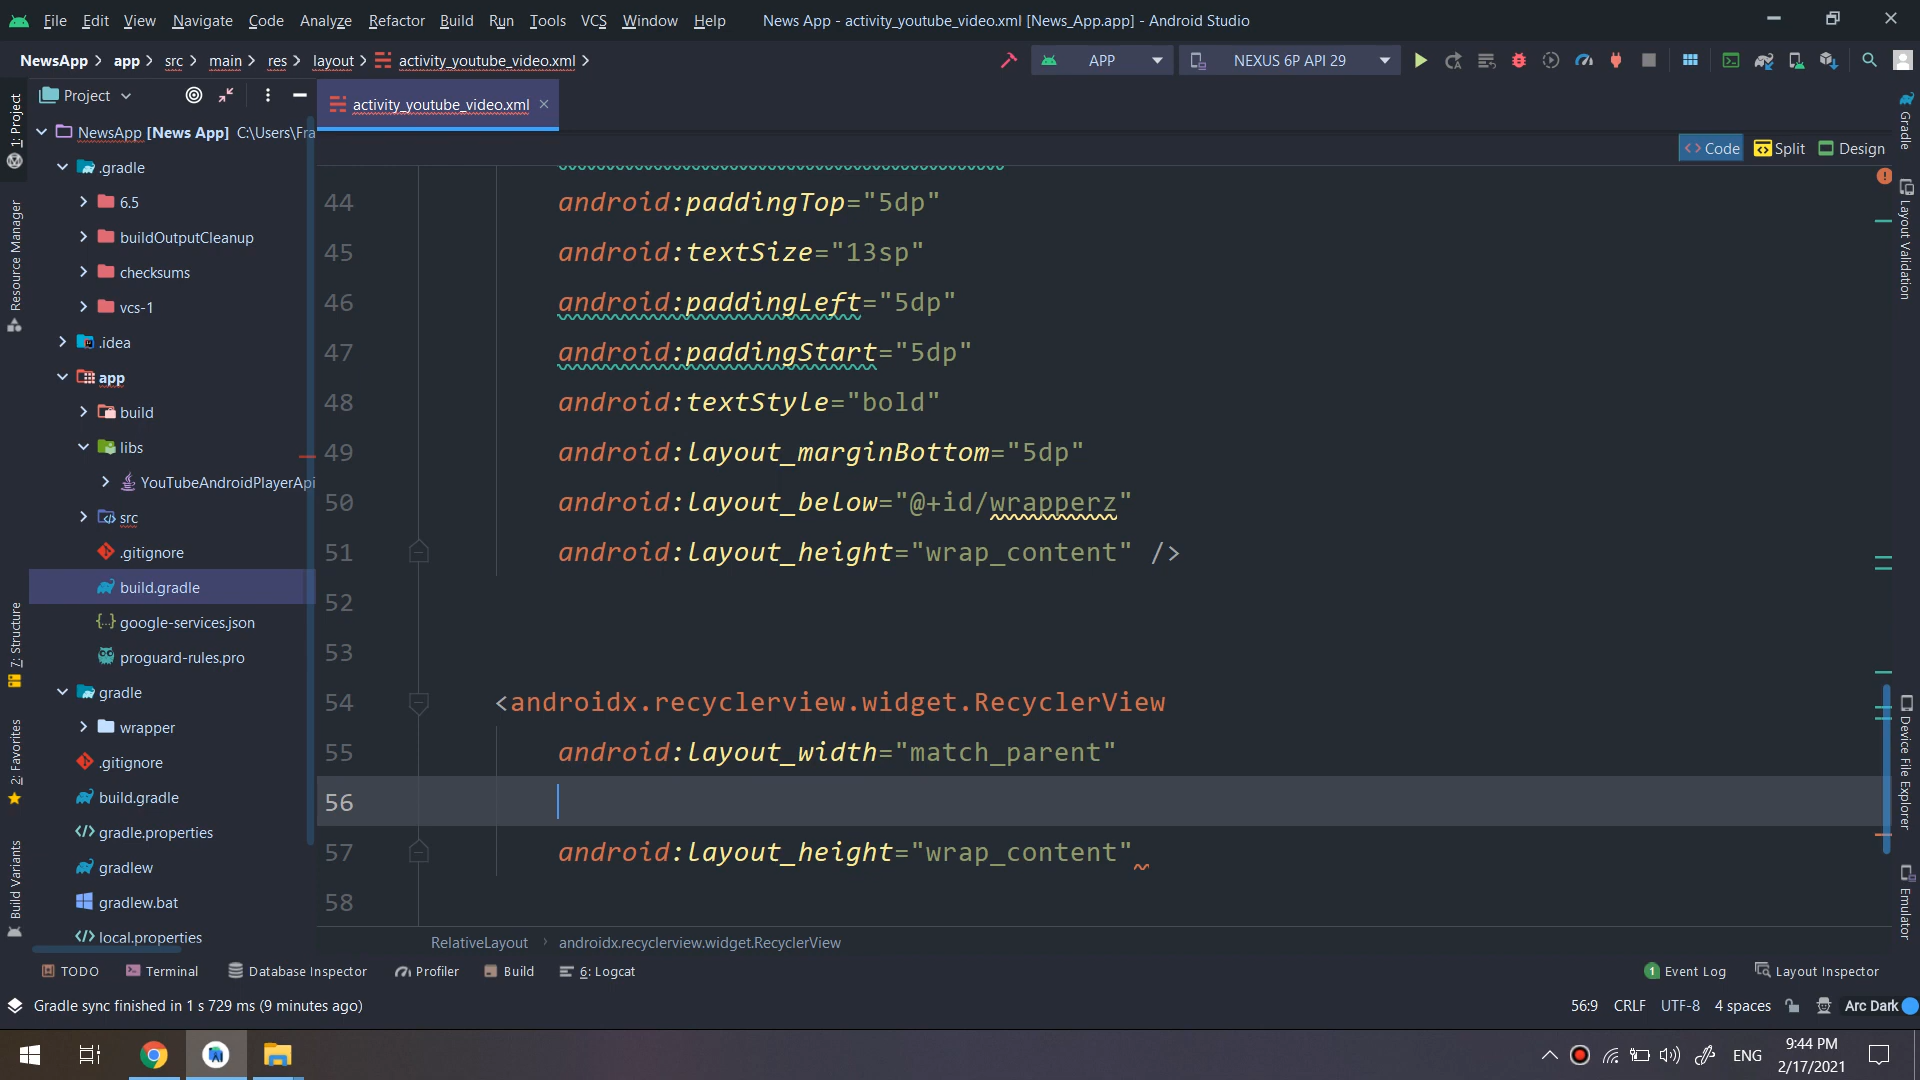 File Edit View Navigate Code Analyze Refactor Build Run Tools VCS Window Help News App - activity_youtube_video.xml [News_App.app] - Android Studio
NewsApp app src main res layout activity_youtube_video.xml APP NEXUS 6P API 29
Project
activity_youtube_video.xml
Code Split Design
NewsApp [News App] C:\Users\Fra
.gradle
6.5
buildOutputCleanup
checksums
vcs-1
.idea
app
build
libs
YouTubeAndroidPlayerApi
src
.gitignore
build.gradle
google-services.json
proguard-rules.pro
gradle
wrapper
.gitignore
build.gradle
gradle.properties
gradlew
gradlew.bat
local.properties
1: Project
Resource Manager
7: Structure
2: Favorites
Build Variants
44 android:paddingTop="5dp"
45 android:textSize="13sp"
46 android:paddingLeft="5dp"
47 android:paddingStart="5dp"
48 android:textStyle="bold"
49 android:layout_marginBottom="5dp"
50 android:layout_below="@+id/wrapperz"
51 android:layout_height="wrap_content" />
52
53
54 <androidx.recyclerview.widget.RecyclerView
55 android:layout_width="match_parent"
56
57 android:layout_height="wrap_content"
58
Gradle
Layout Validation
Device File Explorer
Emulator
RelativeLayout androidx.recyclerview.widget.RecyclerView
TODO Terminal Database Inspector Profiler Build 6: Logcat 1 Event Log Layout Inspector
Gradle sync finished in 1 s 729 ms (9 minutes ago) 56:9 CRLF UTF-8 4 spaces Arc Dark
ENG 9:44 PM
2/17/2021